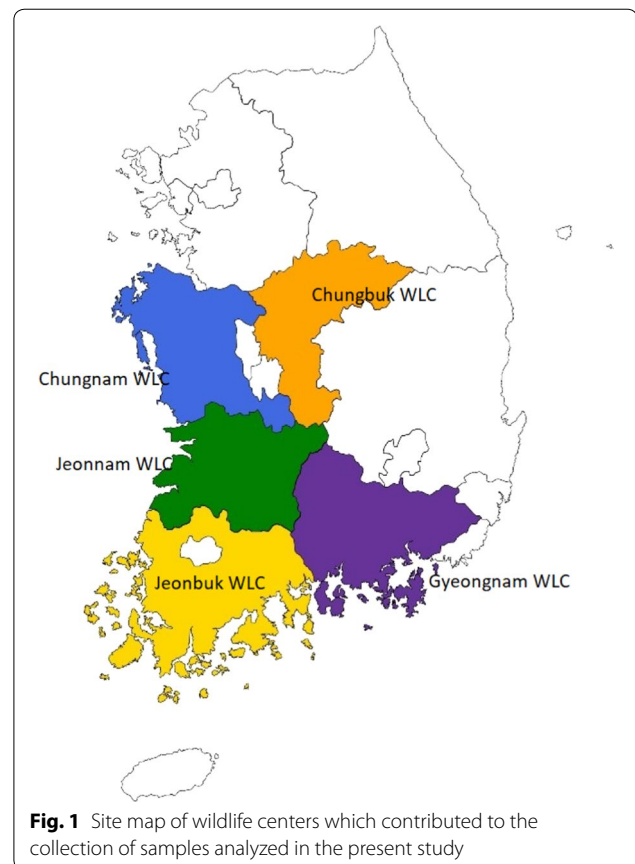 Chungbuk WLC
Chungnam WLC
Jeonnam WLC
Jeonbuk WLC
Gyeongnam WLC
Fig. 1 Site map of wildlife centers which contributed to the
collection of samples analyzed in the present study